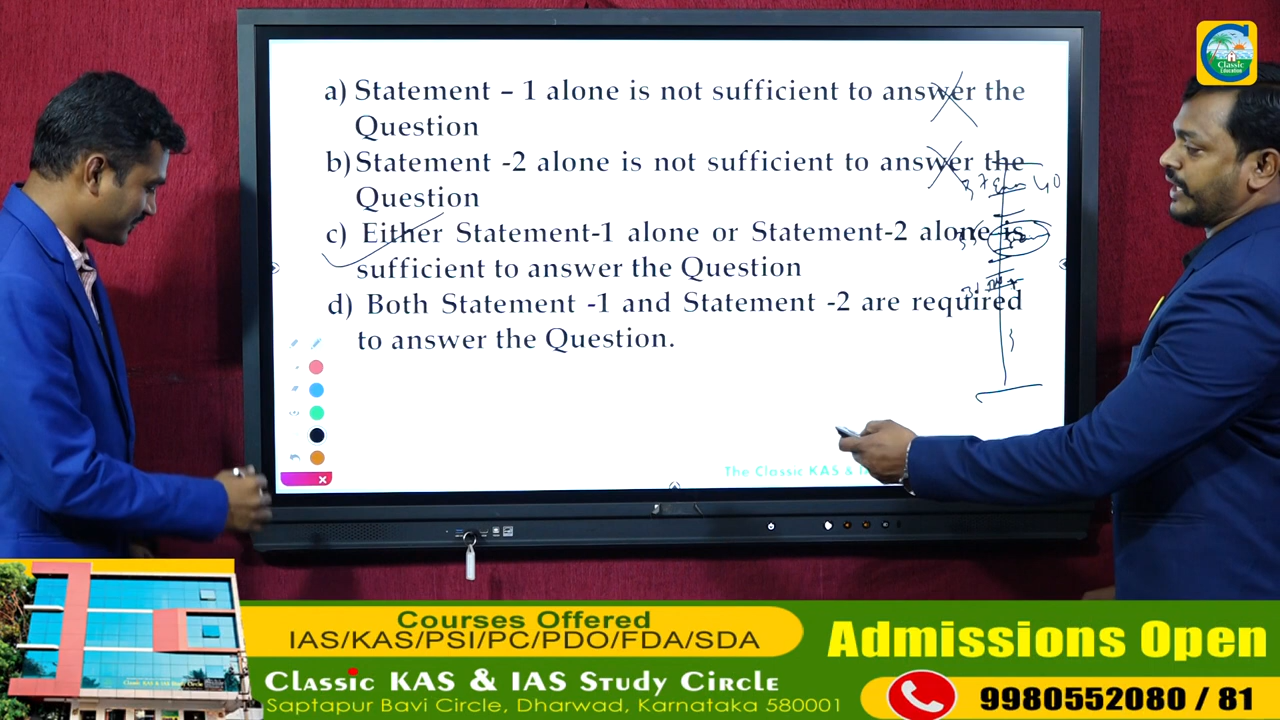 Classic
Education
a) Statement – 1 alone is not sufficient to answer the
Question
b) Statement -2 alone is not sufficient to answer the
Question
c) Either Statement-1 alone or Statement-2 alone is
sufficient to answer the Question
d) Both Statement -1 and Statement -2 are required
to answer the Question.
40
The Classic KAS &
Courses Offered
IAS/KAS/PSI/PC/PDO/FDA/SDA
Admissions Open
Classic KAS & IAS Study Circle
Saptapur Bavi Circle, Dharwad, Karnataka 580001
9980552080 / 81